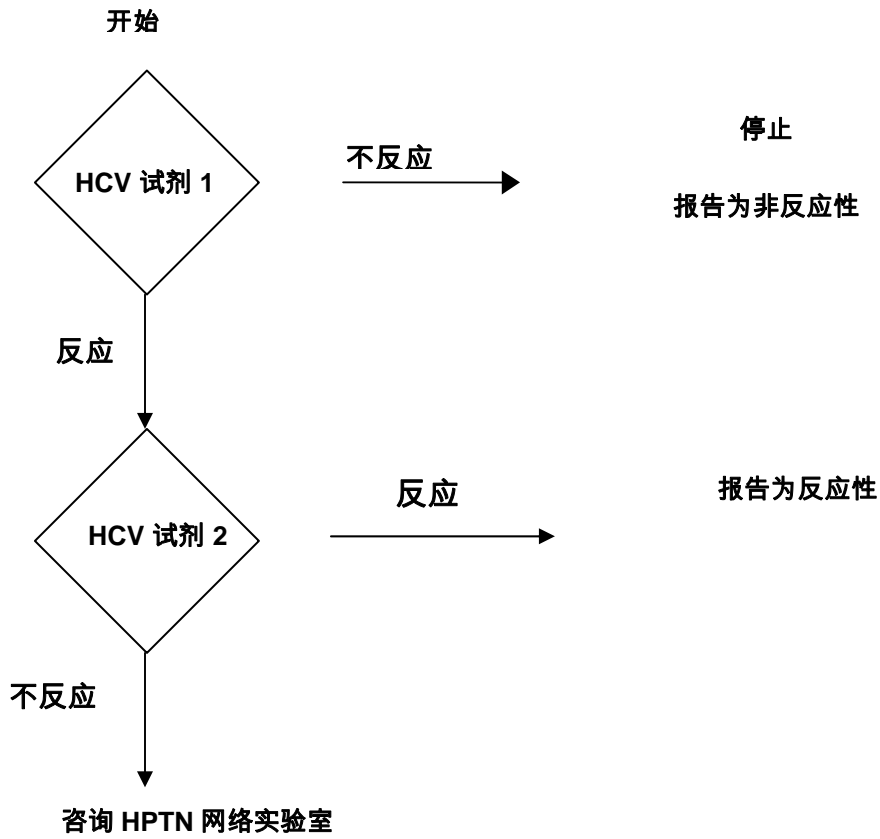 开始
停止
不反应
HCV 试剂 1
报告为非反应性
反应
报告为反应性
反应
HCV 试剂 2
不反应
咨询 HPTN 网络实验室